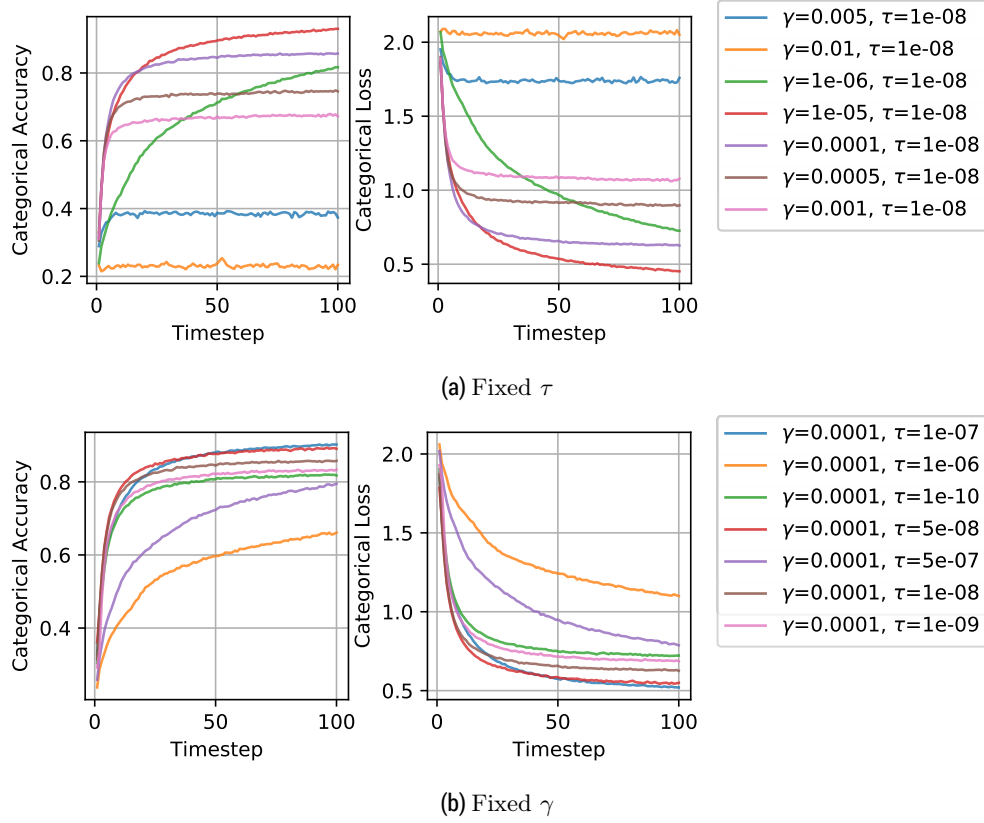 Categorical Accuracy
0.8
0.6
0.4
0.2
0
50
100
Timestep
Categorical Loss
2.0
1.5
1.0
0.5
0
50
100
Timestep
γ=0.005, τ=1e-08
γ=0.01, τ=1e-08
γ=1e-06, τ=1e-08
γ=1e-05, τ=1e-08
γ=0.0001, τ=1e-08
γ=0.0005, τ=1e-08
γ=0.001, τ=1e-08
(a) Fixed τ
Categorical Accuracy
0.8
0.6
0.4
0
50
100
Timestep
Categorical Loss
2.0
1.5
1.0
0.5
0
50
100
Timestep
γ=0.0001, τ=1e-07
γ=0.0001, τ=1e-06
γ=0.0001, τ=1e-10
γ=0.0001, τ=5e-08
γ=0.0001, τ=5e-07
γ=0.0001, τ=1e-08
γ=0.0001, τ=1e-09
(b) Fixed γ